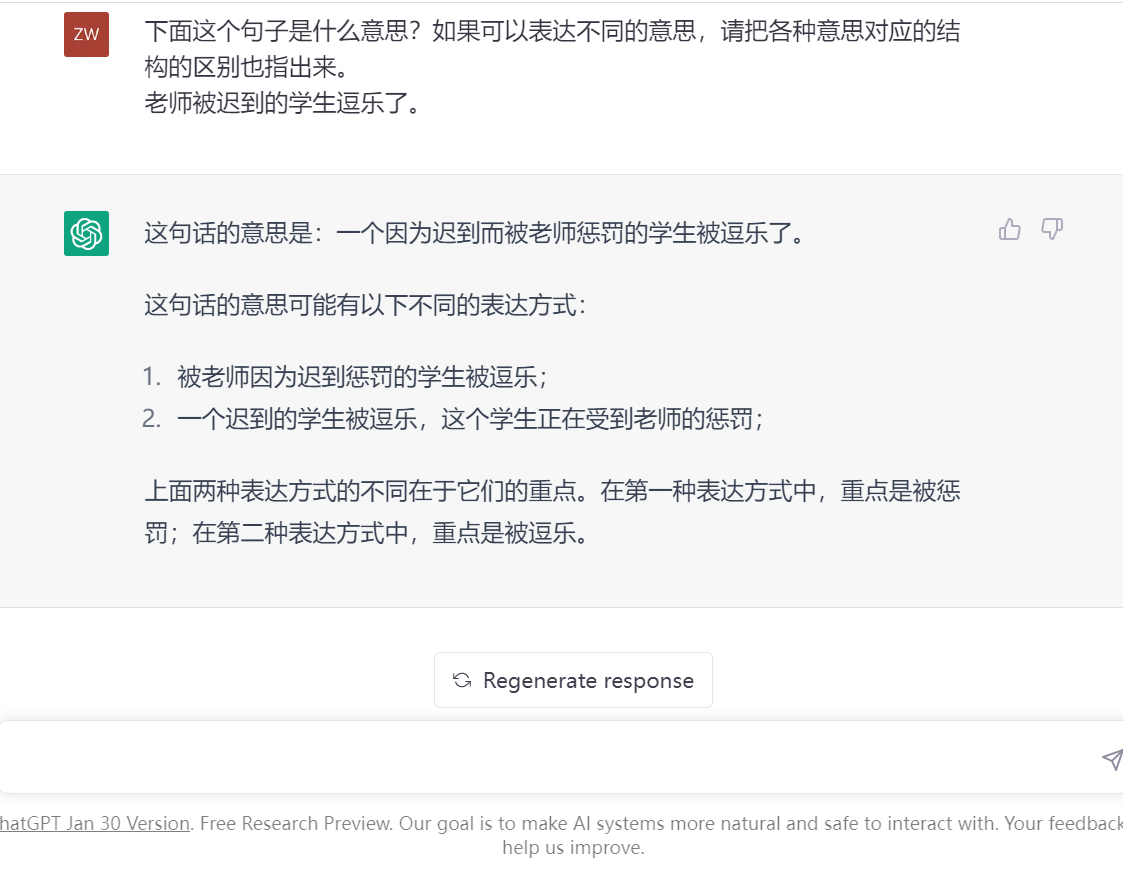 ZW
下面这个句子是什么意思？如果可以表达不同的意思，请把各种意思对应的结
构的区别也指出来。
老师被迟到的学生逗乐了。
这句话的意思是：一个因为迟到而被老师惩罚的学生被逗乐了。
这句话的意思可能有以下不同的表达方式：
1. 被老师因为迟到惩罚的学生被逗乐；
2. 一个迟到的学生被逗乐，这个学生正在受到老师的惩罚；
上面两种表达方式的不同在于它们的重点。在第一种表达方式中，重点是被惩
罚；在第二种表达方式中，重点是被逗乐。
Regenerate response
hatGPT Jan 30 Version. Free Research Preview. Our goal is to make AI systems more natural and safe to interact with. Your feedback
help us improve.